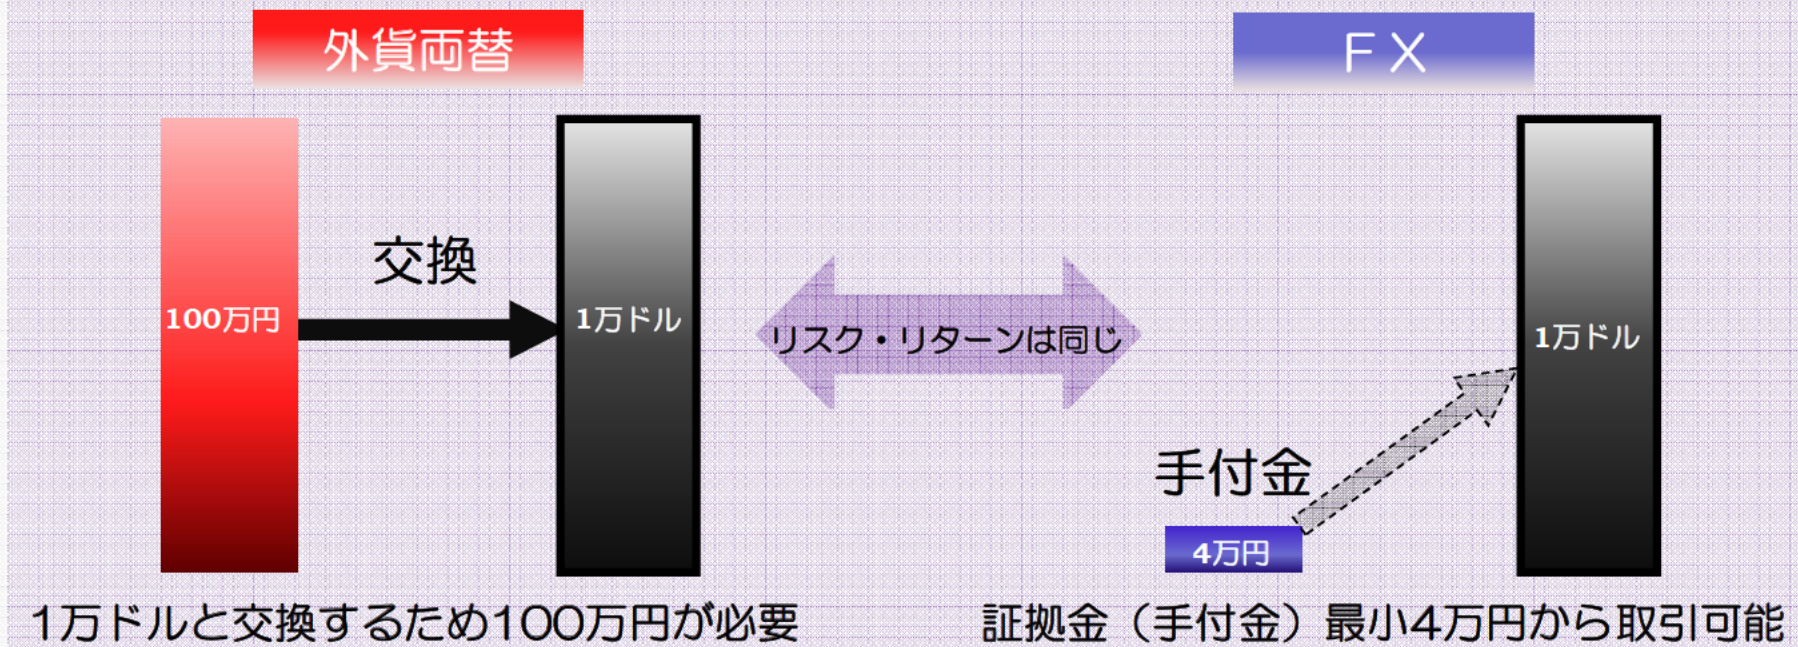 外貨両替
FX
交換
100万円
1万ドル
リスク・リターンは同じ
1万ドル
手付金
4万円
1万ドルと交換するため100万円が必要
証拠金（手付金）最小4万円から取引可能